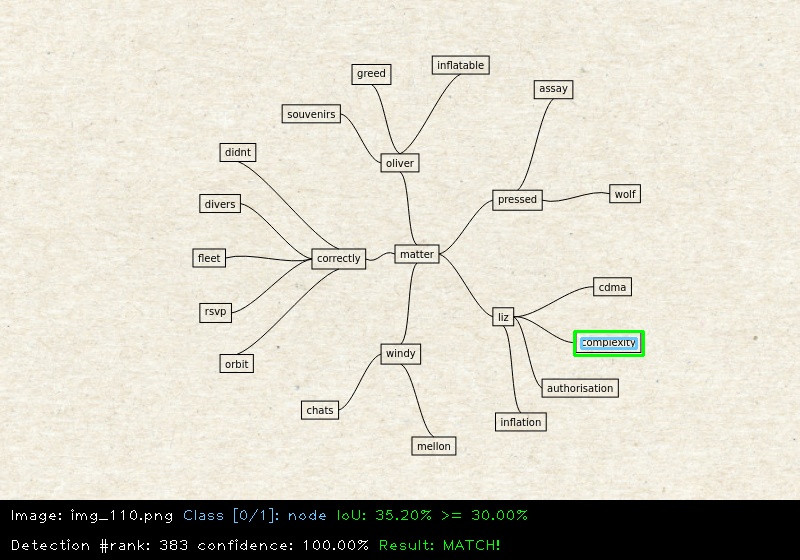 inflatable
greed
assay
souvenirs
didnt
oliver
wolf
pressed
divers
matter
fleet
correctly
cdma
rsvp
liz
complexity
windy
orbit
authorisation
chats
inflation
mellon
Image: img_110.png Class [0/1]: node IoU: 35.20% >= 30.00%
Detection #rank: 383 confidence: 100.00% Result: MATCH!